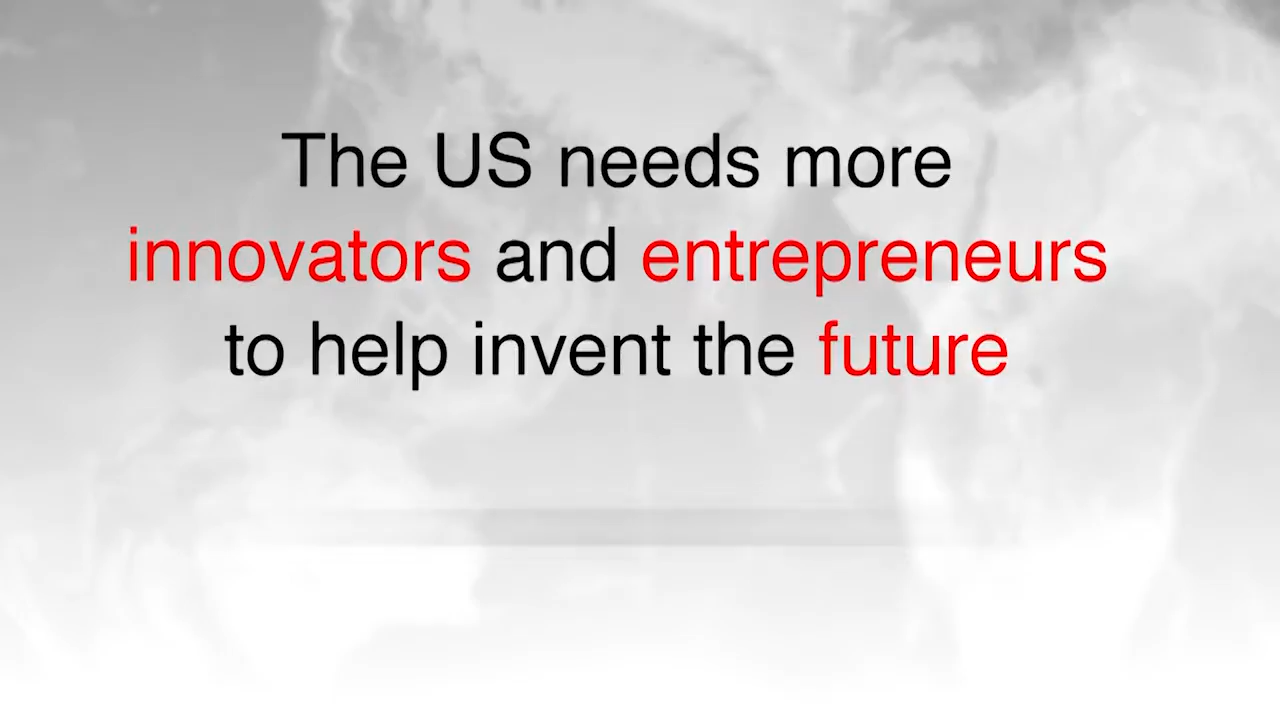 The US needs more
innovators and entrepreneurs
to help invent the future